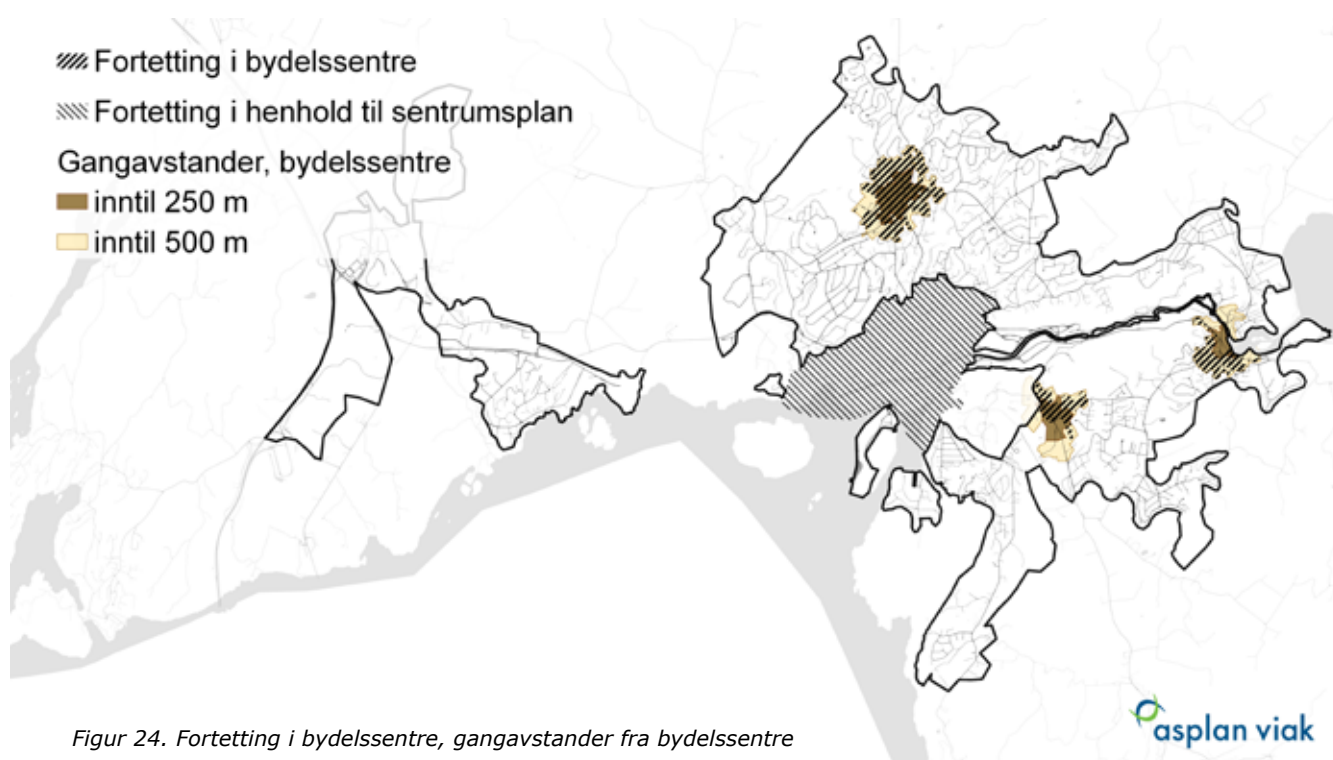 Fortetting i bydelssentre
Fortetting i henhold til sentrumsplan
Gangavstander, bydelssentre
inntil 250 m
inntil 500 m
Figur 24. Fortetting i bydelssentre, gangavstander fra bydelssentre
asplan viak